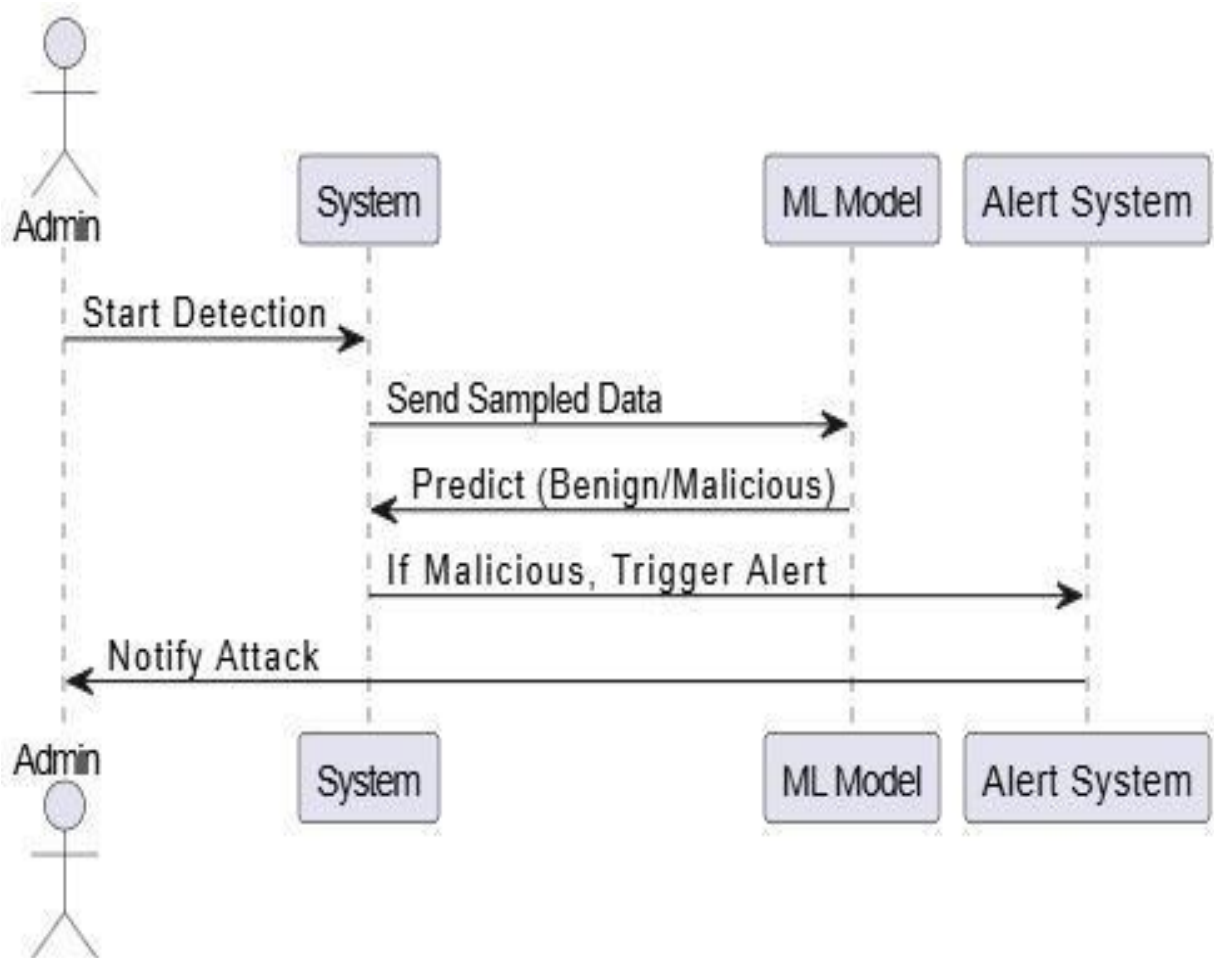 Admin
System
ML Model
Alert System
Start Detection
Send Sampled Data
Predict (Benign/Malicious)
If Malicious, Trigger Alert
Notify Attack
Admin
System
ML Model
Alert System